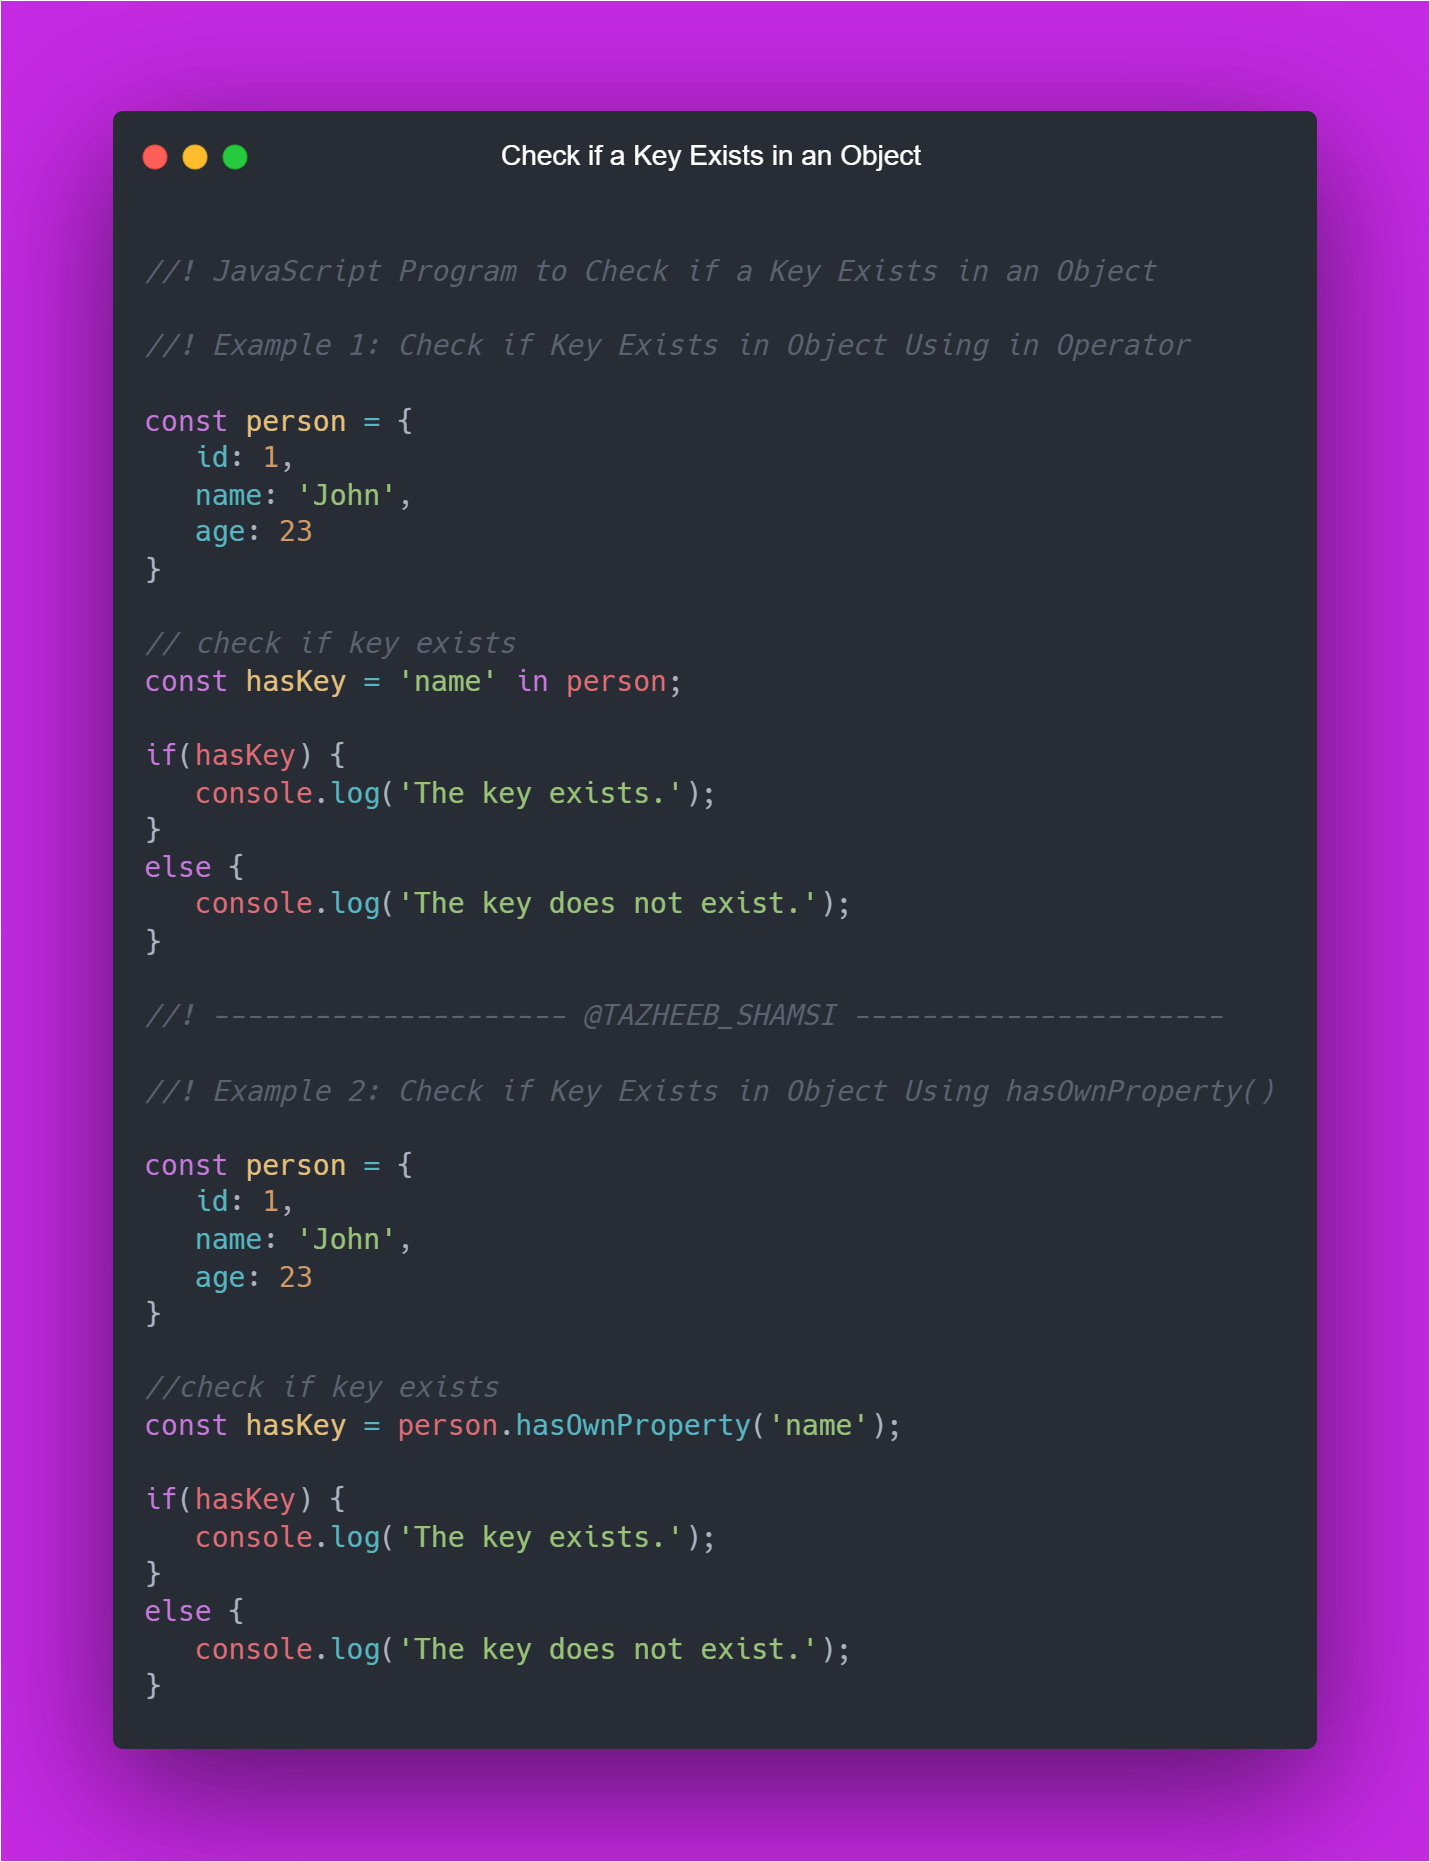 Check if a Key Exists in an Object
//! JavaScript Program to Check if a Key Exists in an Object
//! Example 1: Check if Key Exists in Object Using in Operator
const person = {
   id: 1,
   name: 'John',
   age: 23
}
// check if key exists
const hasKey = 'name' in person;
if(hasKey) {
   console.log('The key exists.');
}
else {
   console.log('The key does not exist.');
}
//! --------------------- @TAZHEEB_SHAMSI ----------------------
//! Example 2: Check if Key Exists in Object Using hasOwnProperty()
const person = {
   id: 1,
   name: 'John',
   age: 23
}
//check if key exists
const hasKey = person.hasOwnProperty('name');
if(hasKey) {
   console.log('The key exists.');
}
else {
   console.log('The key does not exist.');
}